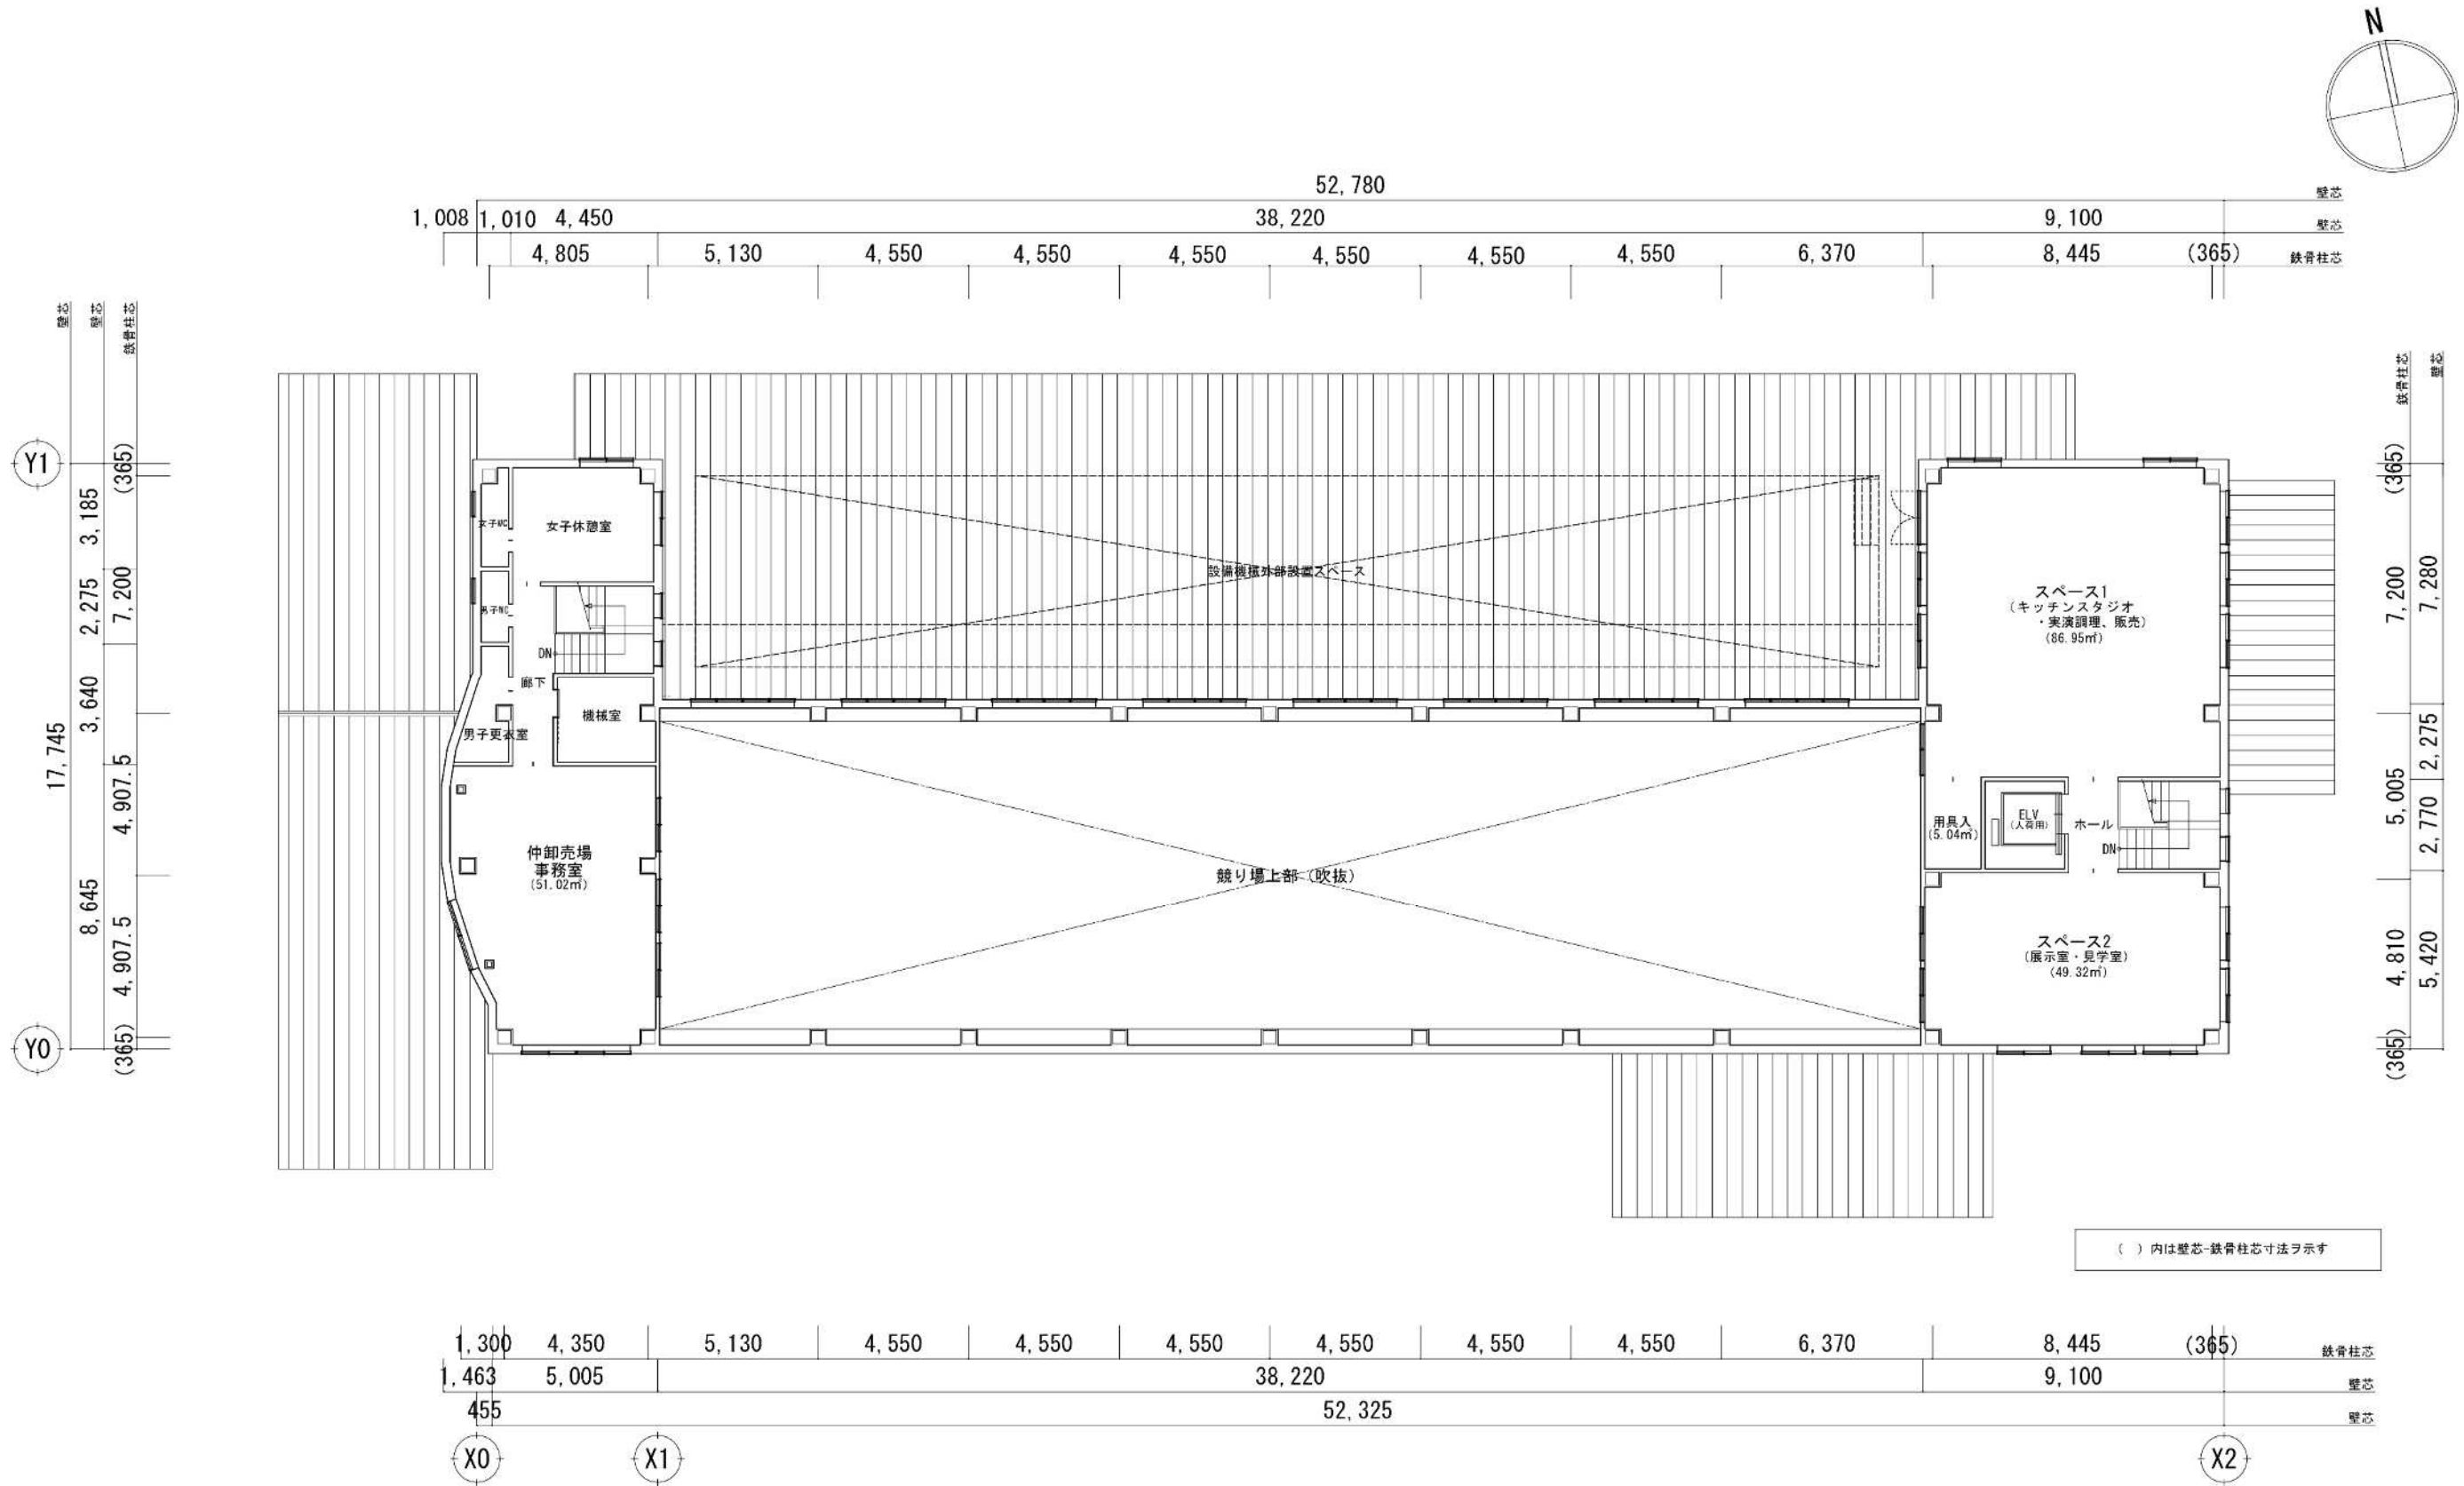 N
52,780
壁芯
1,008 1,010 4,450 38,220 9,100 壁芯
4,805 5,130 4,550 4,550 4,550 4,550 4,550 4,550 6,370 8,445 (365) 鉄骨柱芯
壁芯
壁芯
鉄骨柱芯
鉄骨柱芯
壁芯
Y1
(365)
3,185
2,275
7,200
3,640
17,745
4,907.5
8,645
4,907.5
(365)
Y0
女子WC
女子休憩室
男子WC
DN
廊下
機械室
男子更衣室
仲卸売場
事務室
(51.02㎡)
設備機械外部設置スペース
競り場上部(吹抜)
スペース1
(キッチンスタジオ
・実演調理、販売)
(86.95㎡)
用具入
(5.04㎡)
ELV
(人荷用)
ホール
DN
スペース2
(展示室・見学室)
(49.32㎡)
(365)
7,200
7,280
2,275
5,005
2,770
4,810
5,420
(365)
( )内は壁芯-鉄骨柱芯寸法ヲ示す
1,300 4,350 5,130 4,550 4,550 4,550 4,550 4,550 4,550 6,370 8,445 (365) 鉄骨柱芯
1,463 5,005 38,220 9,100 壁芯
455 52,325 壁芯
X0 X1 X2